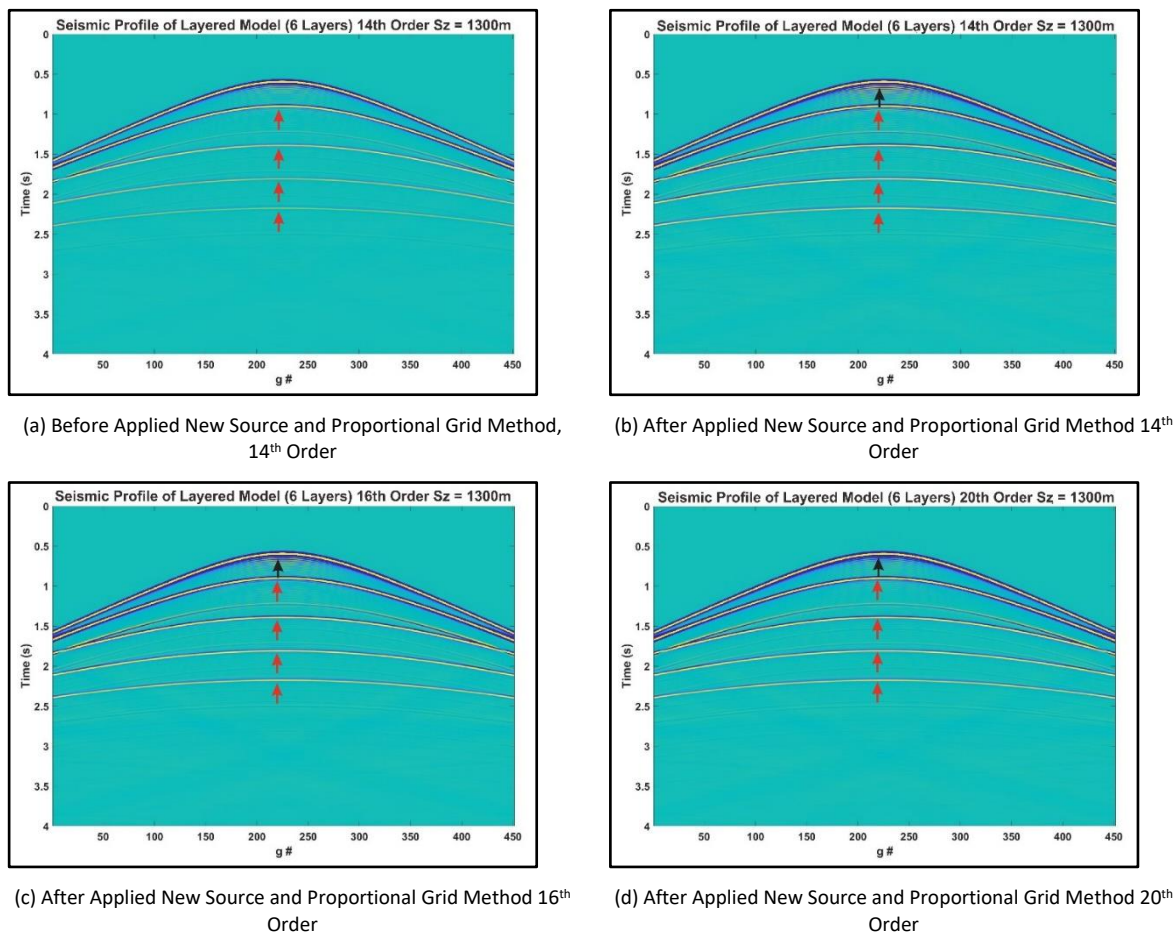 Seismic Profile of Layered Model (6 Layers) 14th Order Sz = 1300m
0
0.5
1
1.5
2
2.5
3
3.5
4
Time (s)
50 100 150 200 250 300 350 400 450
g #
(a) Before Applied New Source and Proportional Grid Method,
14th Order
Seismic Profile of Layered Model (6 Layers) 14th Order Sz = 1300m
0
0.5
1
1.5
2
2.5
3
3.5
4
Time (s)
50 100 150 200 250 300 350 400 450
g #
(b) After Applied New Source and Proportional Grid Method 14th
Order
Seismic Profile of Layered Model (6 Layers) 16th Order Sz = 1300m
0
0.5
1
1.5
2
2.5
3
3.5
4
Time (s)
50 100 150 200 250 300 350 400 450
g #
(c) After Applied New Source and Proportional Grid Method 16th
Order
Seismic Profile of Layered Model (6 Layers) 20th Order Sz = 1300m
0
0.5
1
1.5
2
2.5
3
3.5
4
Time (s)
50 100 150 200 250 300 350 400 450
g #
(d) After Applied New Source and Proportional Grid Method 20th
Order